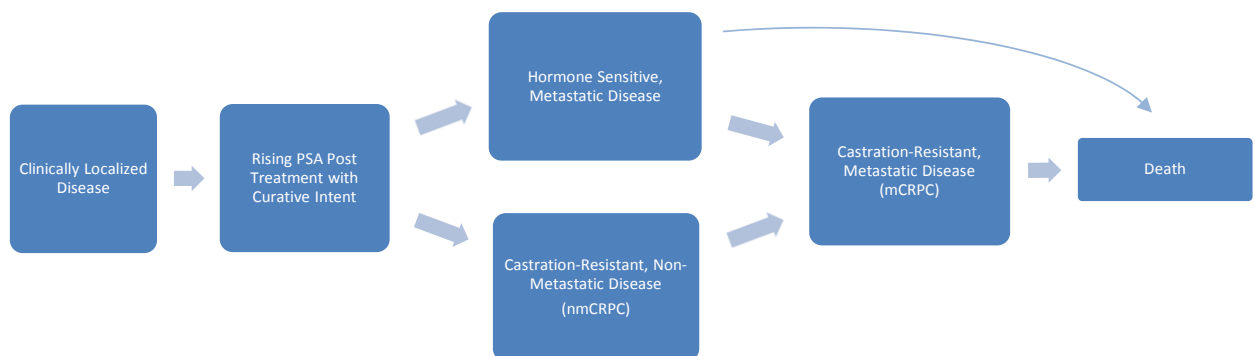 Clinically Localized
Disease
Rising PSA Post
Treatment with
Curative Intent
Hormone Sensitive,
Metastatic Disease
Castration-Resistant, Non-
Metastatic Disease
(nmCRPC)
Castration-Resistant,
Metastatic Disease
(mCRPC)
Death